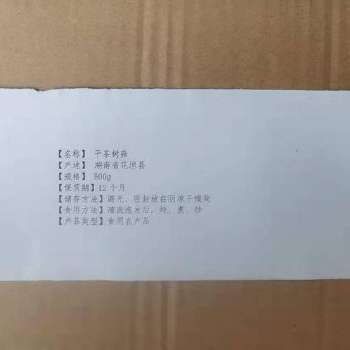 【名称】 干茶树菇
【产地】 湖南省花垣县
【规格】 500g
【保质期】12个月
【储存方法】避光、密封放在阴凉干燥处
【食用方法】清洗泡发后，炖、煮、炒
【产品类型】食用农产品